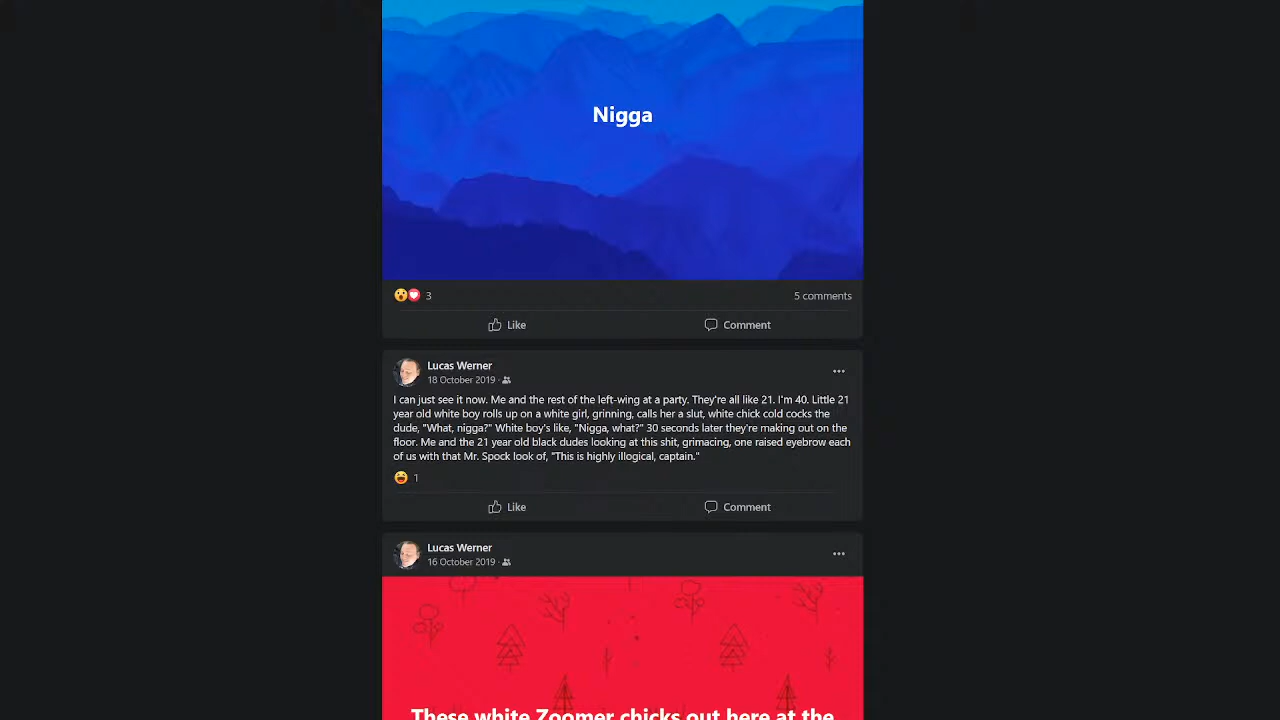 Nigga
3
5 comments
Like
Comment
Lucas Werner
18 October 2019 ·
I can just see it now. Me and the rest of the left-wing at a party. They're all like 21. I'm 40. Little 21
year old white boy rolls up on a white girl, grinning, calls her a slut, white chick cold cocks the
dude, "What, nigga?" White boy's like, "Nigga, what?" 30 seconds later they're making out on the
floor. Me and the 21 year old black dudes looking at this shit, grimacing, one raised eyebrow each
of us with that Mr. Spock look of, "This is highly illogical, captain."
1
Like
Comment
Lucas Werner
16 October 2019 ·
These white Zoomer chicks out here at the